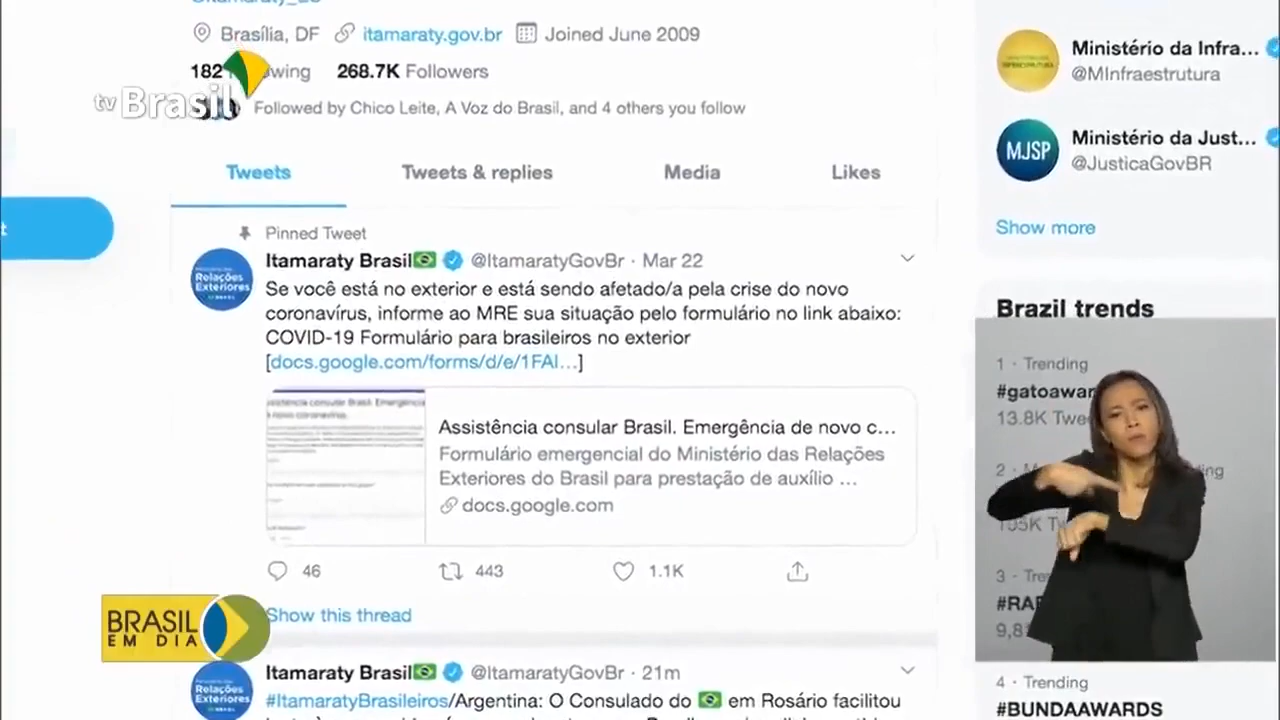 Brasília, DF itamaraty.gov.br Joined June 2009
182 268.7K Followers
tv Brasil
Followed by Chico Leite, A Voz do Brasil, and 4 others you follow
Tweets Tweets & replies Media Likes
Pinned Tweet
Itamaraty Brasil @ItamaratyGovBr · Mar 22
Relações
Exteriores
Se você está no exterior e está sendo afetado/a pela crise do novo
coronavírus, informe ao MRE sua situação pelo formulário no link abaixo:
COVID-19 Formulário para brasileiros no exterior
[docs.google.com/forms/d/e/1FAI...]
Assistência consular Brasil. Emergência de novo c...
Formulário emergencial do Ministério das Relações
Exteriores do Brasil para prestação de auxílio ...
docs.google.com
46 443 1.1K
Show this thread
BRASIL
EM DIA
Itamaraty Brasil @ItamaratyGovBr · 21m
Relações
Exteriores
#ItamaratyBrasileiros/Argentina: O Consulado do em Rosário facilitou
Ministério da Infra...
@MInfraestrutura
MJSP
Ministério da Just...
@JusticaGovBR
Show more
Brazil trends
1 · Trending
#gatoawar
13.8K Twe
2
105K Tw
3 · Tre
#RA
9,8
4 · Trending
#BUNDAAWARDS